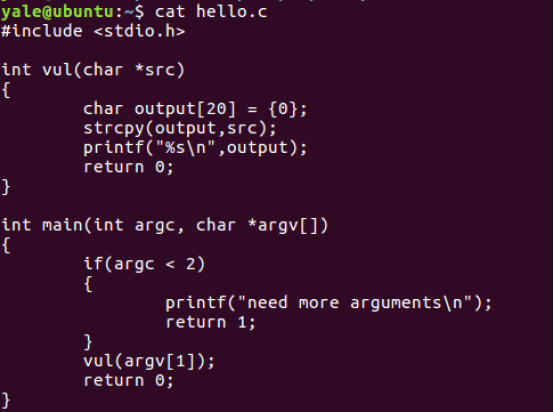 yale@ubuntu:~$ cat hello.c
#include <stdio.h>
int vul(char *src)
{
char output[20] = {0};
strcpy(output,src);
printf("%s\n",output);
return 0;
}
int main(int argc, char *argv[])
{
if(argc < 2)
{
printf("need more arguments\n");
return 1;
}
vul(argv[1]);
return 0;
}